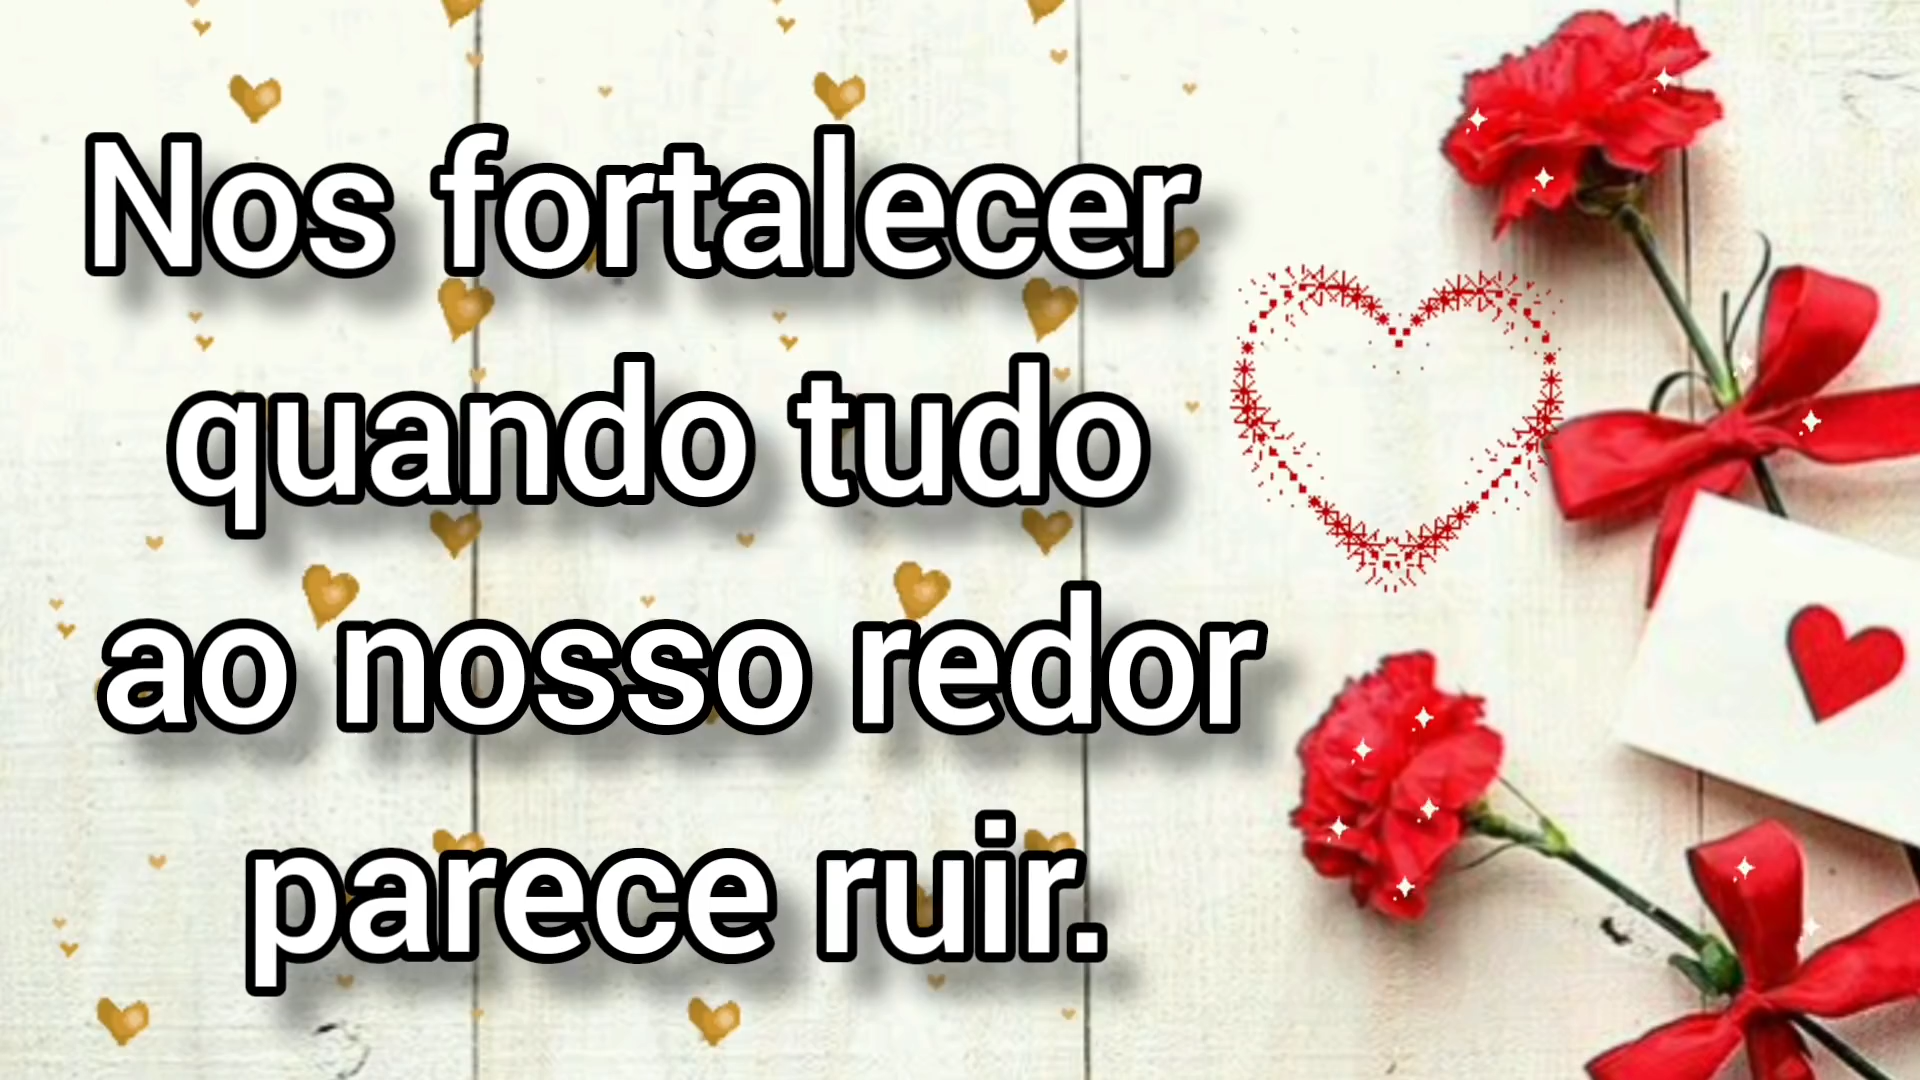 Nos fortalecer
quando tudo
ao nosso redor
parece ruir.